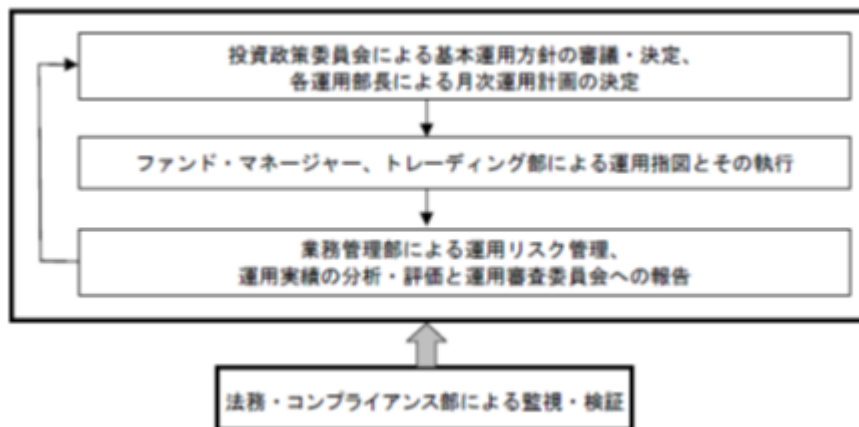 投資政策委員会による基本運用方針の審議・決定、
各運用部長による月次運用計画の決定
ファンド・マネージャー、トレーディング部による運用指図とその執行
業務管理部による運用リスク管理、
運用実績の分析・評価と運用審査委員会への報告
法務・コンプライアンス部による監視・検証